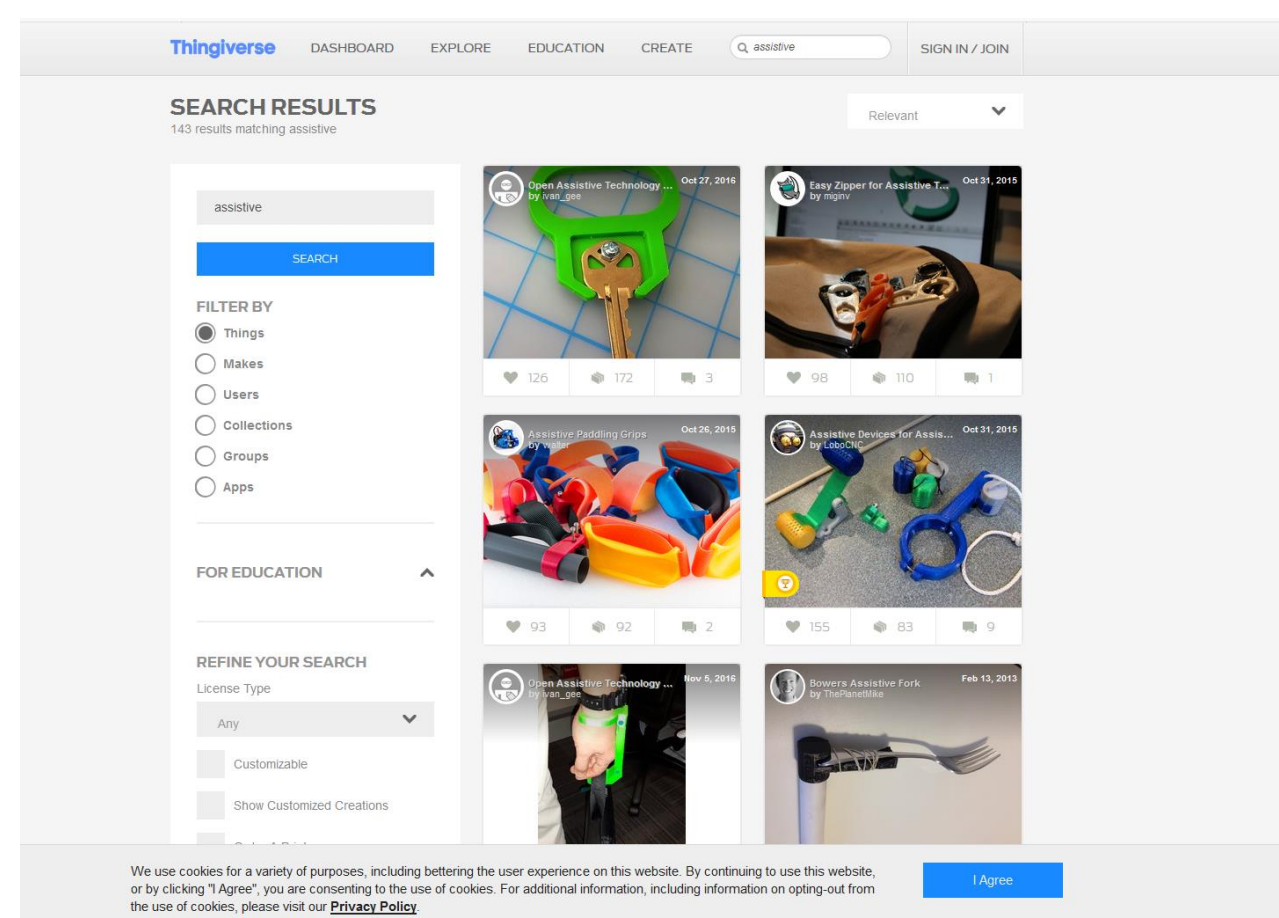 Thingiverse DASHBOARD EXPLORE EDUCATION CREATE assistive SIGN IN / JOIN
SEARCH RESULTS
143 results matching assistive
Relevant
assistive
SEARCH
FILTER BY
Things
Makes
Users
Collections
Groups
Apps
FOR EDUCATION
REFINE YOUR SEARCH
License Type
Any
Customizable
Show Customized Creations
Open Assistive Technology ... Oct 27, 2016
by ivan_gee
126 172 3
Easy Zipper for Assistive T... Oct 31, 2015
by miginv
98 110 1
Assistive Paddling Grips Oct 26, 2015
by walter
93 92 2
Assistive Devices for Assis... Oct 31, 2015
by LoboCNC
155 83 9
Open Assistive Technology ... Nov 5, 2016
by ivan_gee
Bowers Assistive Fork Feb 13, 2013
by ThePlanetMike
We use cookies for a variety of purposes, including bettering the user experience on this website. By continuing to use this website,
or by clicking "I Agree", you are consenting to the use of cookies. For additional information, including information on opting-out from
the use of cookies, please visit our Privacy Policy.
I Agree